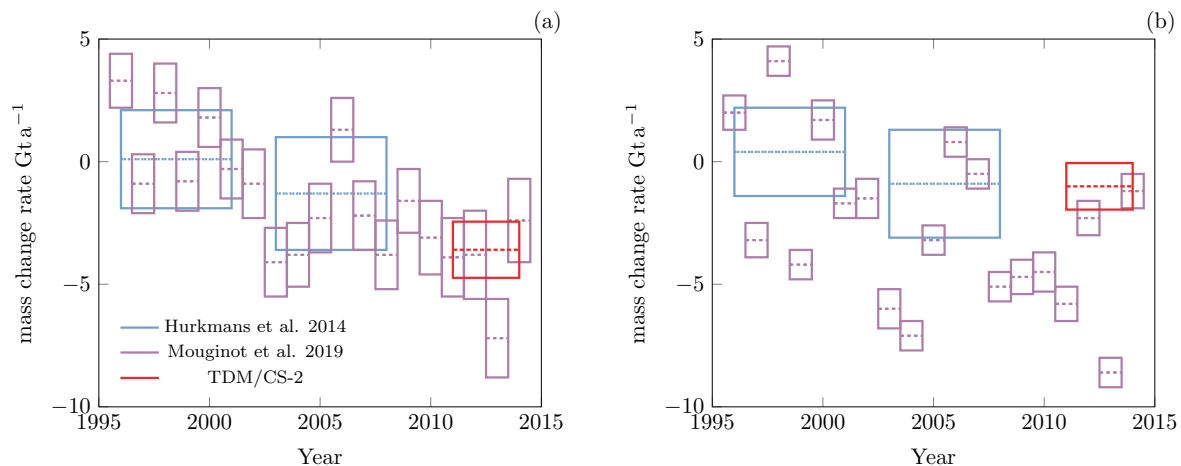 (a)
5
0
−5
−10
mass change rate Gt a⁻¹
Hurkmans et al. 2014
Mouginot et al. 2019
TDM/CS-2
1995 2000 2005 2010 2015
Year
(b)
5
0
−5
−10
mass change rate Gt a⁻¹
1995 2000 2005 2010 2015
Year